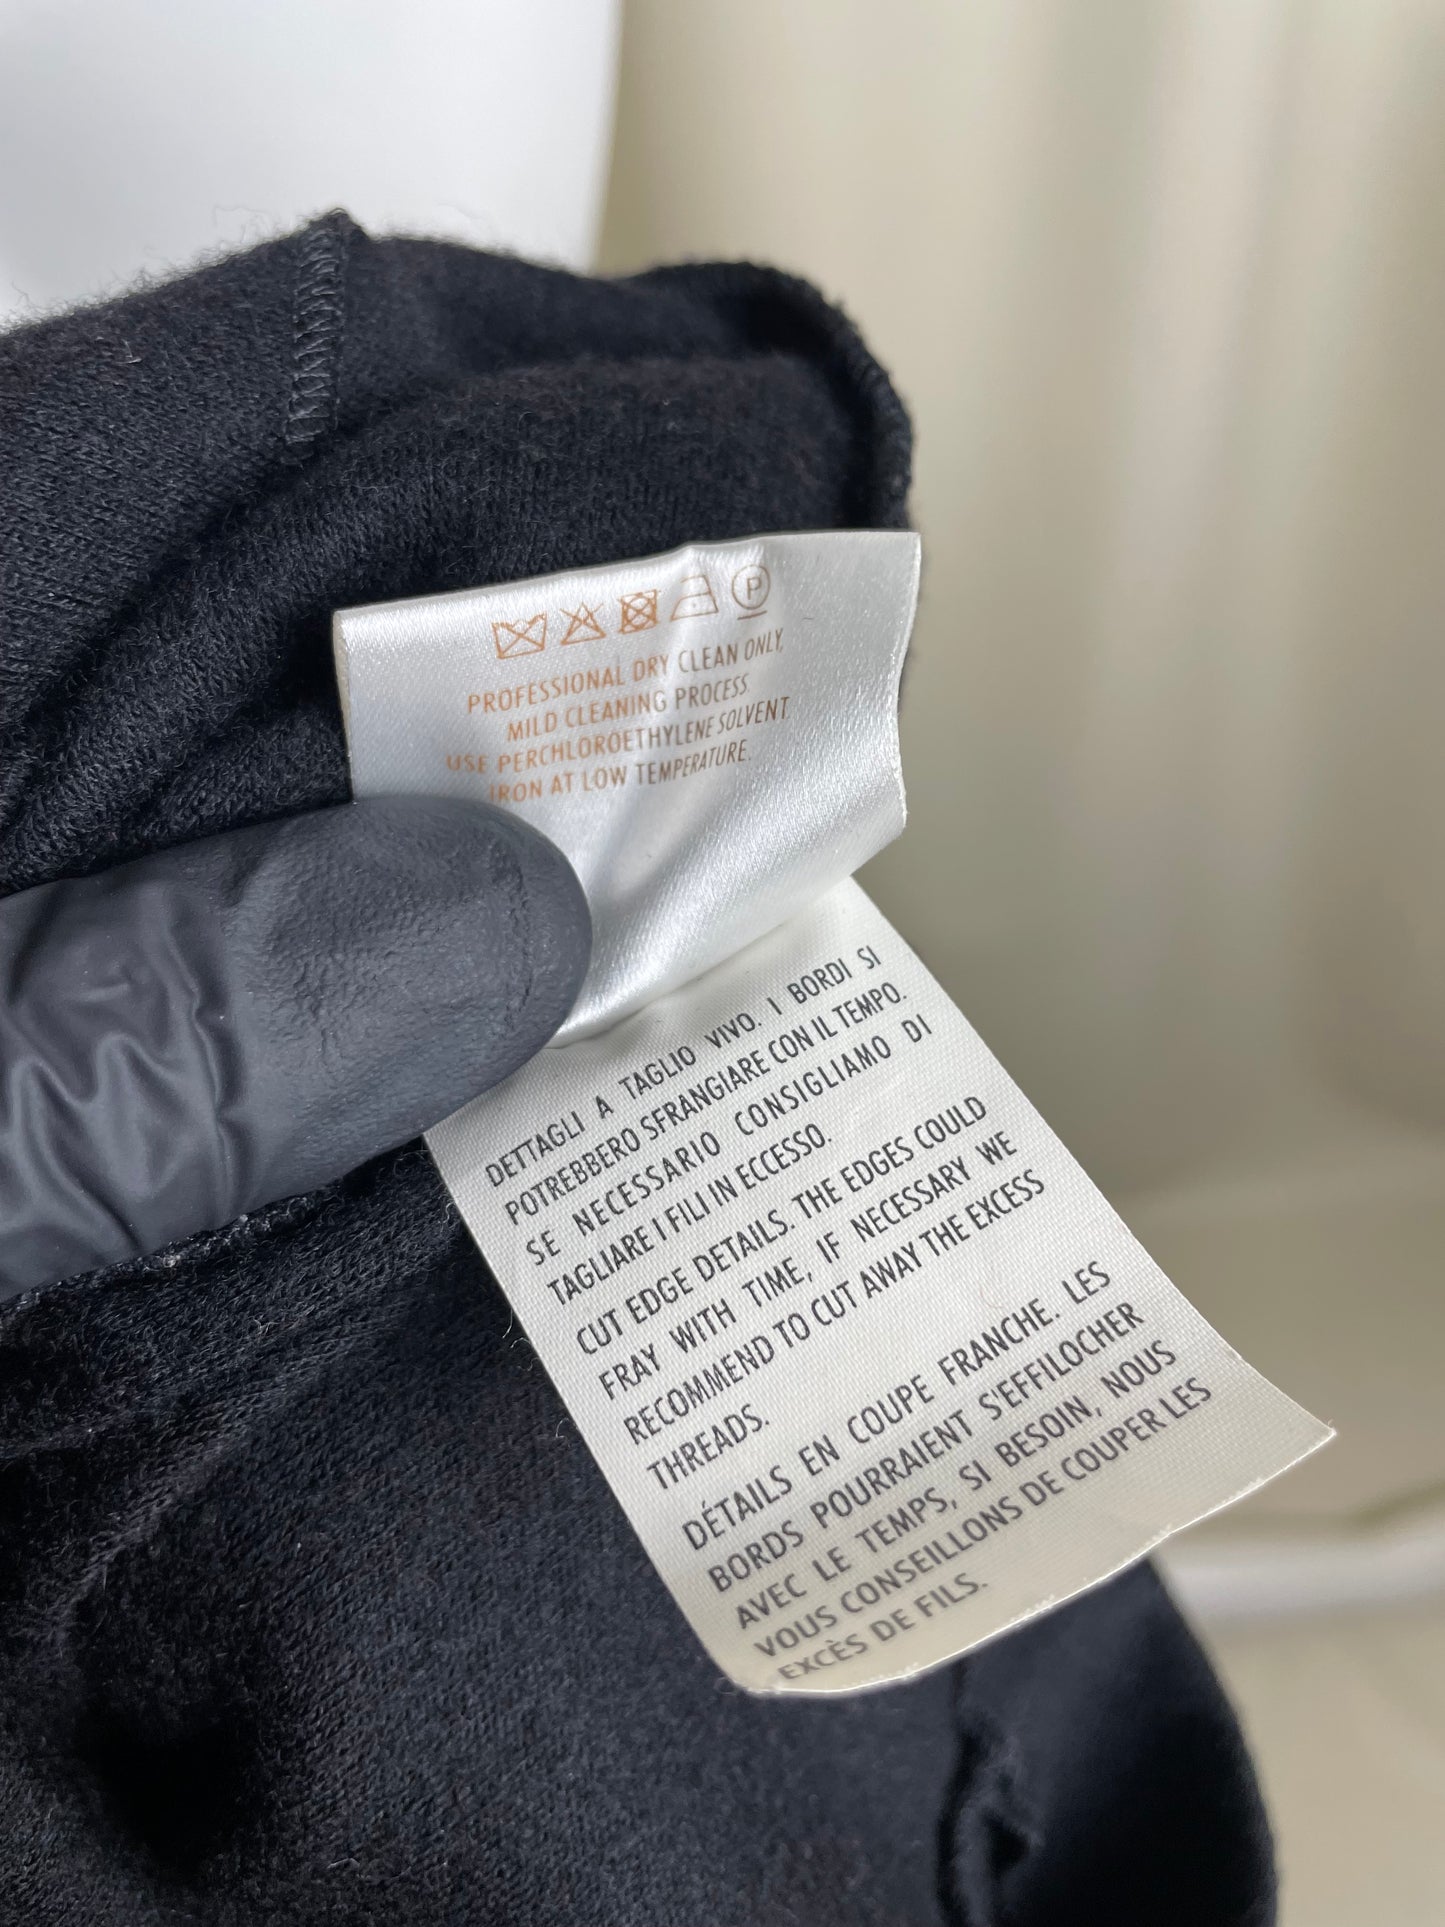 P
PROFESSIONAL DRY CLEAN ONLY,
MILD CLEANING PROCESS
USE PERCHLOROETHYLENE SOLVENT
IRON AT LOW TEMPERATURE.
DETTAGLI A TAGLIO VIVO. I BORDI SI
POTREBBERO SFRANGIARE CON IL TEMPO.
SE NECESSARIO CONSIGLIAMO DI
TAGLIARE I FILI IN ECCESSO.
CUT EDGE DETAILS. THE EDGES COULD
FRAY WITH TIME, IF NECESSARY WE
RECOMMEND TO CUT AWAY THE EXCESS
THREADS.
DÉTAILS EN COUPE FRANCHE. LES
BORDS POURRAIENT S'EFFILOCHER
AVEC LE TEMPS, SI BESOIN, NOUS
VOUS CONSEILLONS DE COUPER LES
EXCÈS DE FILS.